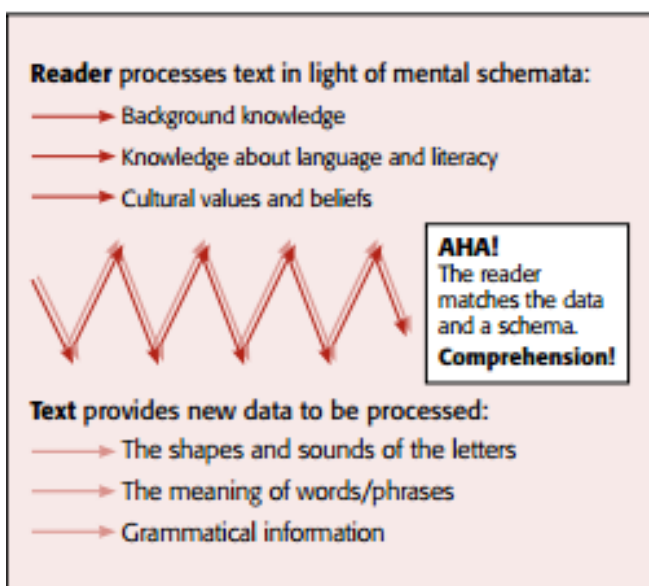 Reader processes text in light of mental schemata:
Background knowledge
Knowledge about language and literacy
Cultural values and beliefs
AHA!
The reader
matches the data
and a schema.
Comprehension!
Text provides new data to be processed:
The shapes and sounds of the letters
The meaning of words/phrases
Grammatical information